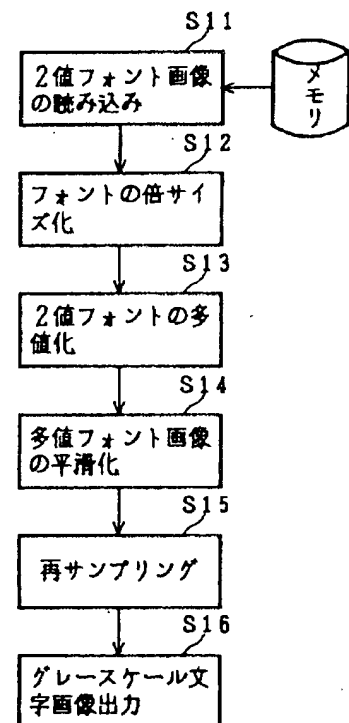 S11
2値フォント画像
の読み込み
メモリ
S12
フォントの倍サイ
ズ化
S13
2値フォントの多
値化
S14
多値フォント画像
の平滑化
S15
再サンプリング
S16
グレースケール文
字画像出力